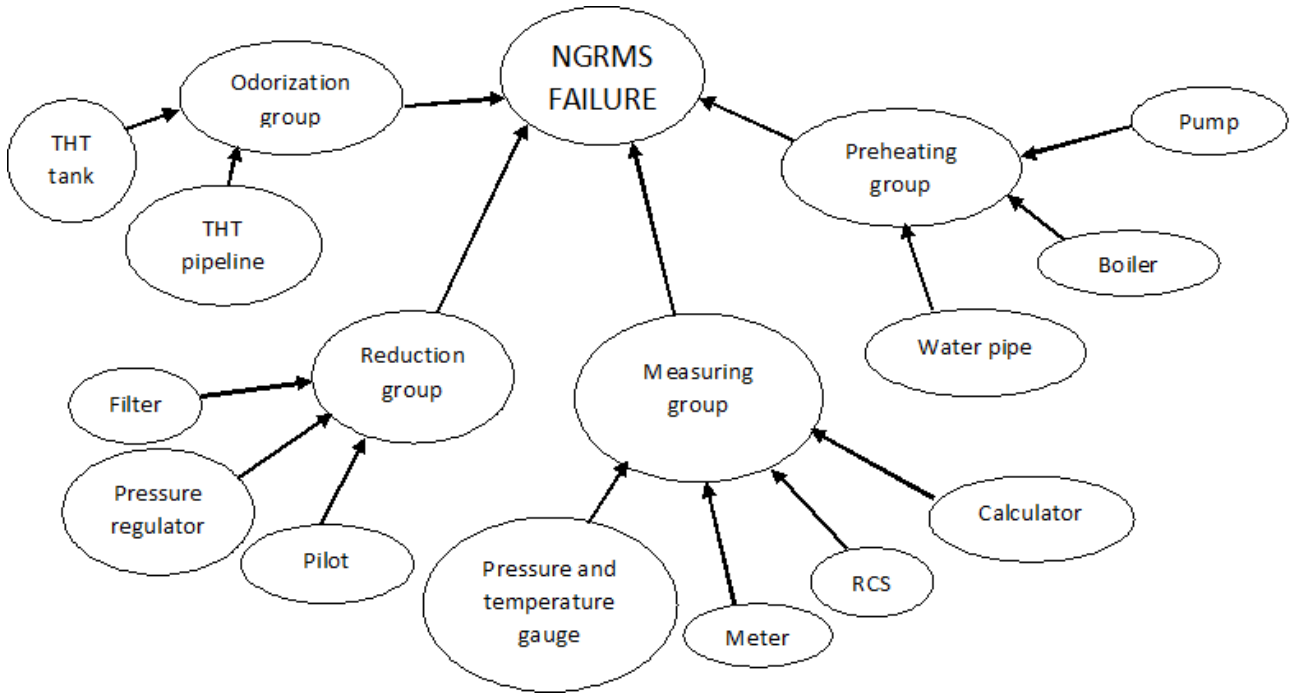 NGRMS
FAILURE
Odorization
group
THT
tank
THT
pipeline
Preheating
group
Pump
Boiler
Water pipe
Reduction
group
Filter
Pressure
regulator
Pilot
Measuring
group
Pressure and
temperature
gauge
Meter
RCS
Calculator